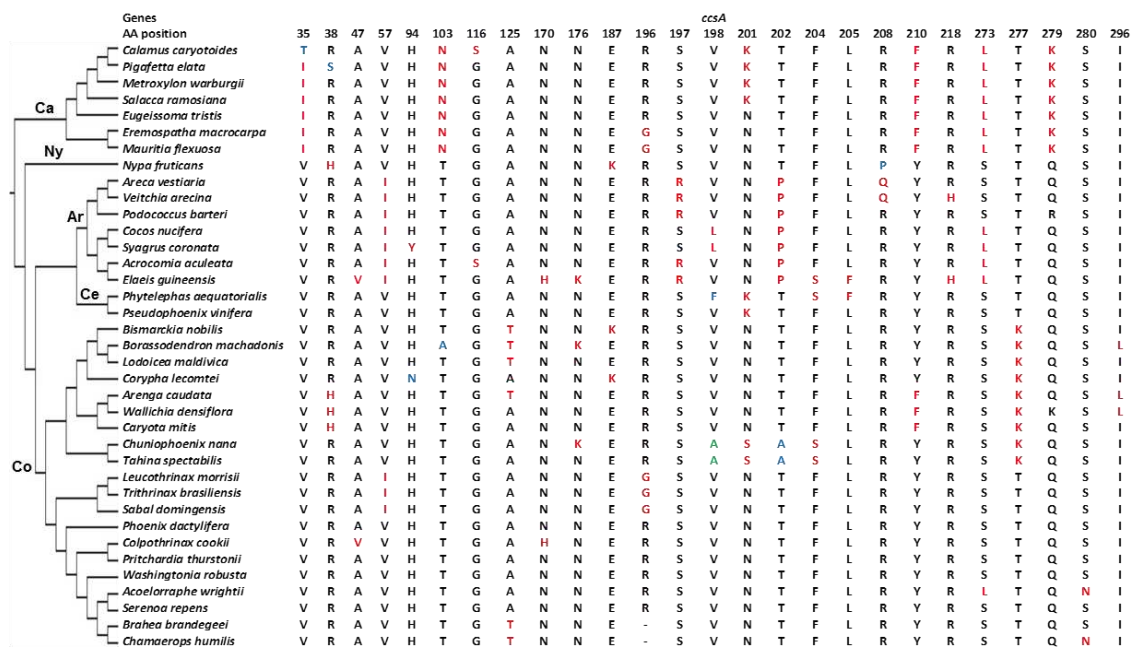 Genes ccsA
AA position 35 38 47 57 94 103 116 125 170 176 187 196 197 198 201 202 204 205 208 210 218 273 277 279 280 296
Calamus caryotoides T R A V H N S A N N E R S V K T F L R F R L T K S I
Pigafetta elata I S A V H N G A N N E R S V K T F L R F R L T K S I
Metroxylon warburgii I R A V H N G A N N E R S V K T F L R F R L T K S I
Salacca ramosiana I R A V H N G A N N E R S V K T F L R F R L T K S I
Ca
Eugeissoma tristis I R A V H N G A N N E R S V N T F L R F R L T K S I
Eremospatha macrocarpa I R A V H N G A N N E G S V N T F L R F R L T K S I
Mauritia flexuosa I R A V H N G A N N E G S V N T F L R F R L T K S I
Ny
Nypa fruticans V H A V H T G A N N K R S V N T F L P Y R S T Q S I
Areca vestiaria V R A I H T G A N N E R R V N P F L Q Y R S T Q S I
Veitchia arecina V R A I H T G A N N E R R V N P F L Q Y H S T Q S I
Ar
Podococcus barteri V R A I H T G A N N E R R V N P F L R Y R S T R S I
Cocos nucifera V R A I H T G A N N E R S L N P F L R Y R L T Q S I
Syagrus coronata V R A I Y T G A N N E R S L N P F L R Y R L T Q S I
Acrocomia aculeata V R A I H T S A N N E R R V N P F L R Y R L T Q S I
Elaeis guineensis V R V I H T G A H K E R R V N P S F R Y H L T Q S I
Ce
Phytelephas aequatorialis V R A V H T G A N N E R S F K T S F R Y R S T Q S I
Pseudophoenix vinifera V R A V H T G A N N E R S V K T F L R Y R S T Q S I
Bismarckia nobilis V R A V H T G T N N K R S V N T F L R Y R S K Q S I
Borassodendron machadonis V R A V H A G T N K E R S V N T F L R Y R S K Q S L
Lodoicea maldivica V R A V H T G T N N E R S V N T F L R Y R S K Q S I
Corypha lecomtei V R A V N T G A N N K R S V N T F L R Y R S K Q S I
Arenga caudata V H A V H T G T N N E R S V N T F L R F R S K Q S L
Wallichia densiflora V H A V H T G A N N E R S V N T F L R F R S K K S L
Caryota mitis V H A V H T G A N N E R S V N T F L R F R S K Q S I
Chuniophoenix nana V R A V H T G A N K E R S A S A S L R Y R S K Q S I
Co
Tahina spectabilis V R A V H T G A N N E R S A S A S L R Y R S K Q S I
Leucothrinax morrisii V R A I H T G A N N E G S V N T F L R Y R S T Q S I
Trithrinax brasiliensis V R A I H T G A N N E G S V N T F L R Y R S T Q S I
Sabal domingensis V R A I H T G A N N E G S V N T F L R Y R S T Q S I
Phoenix dactylifera V R A V H T G A N N E R S V N T F L R Y R S T Q S I
Colpothrinax cookii V R V V H T G A H N E R S V N T F L R Y R S T Q S I
Pritchardia thurstonii V R A V H T G A N N E R S V N T F L R Y R S T Q S I
Washingtonia robusta V R A V H T G A N N E R S V N T F L R Y R S T Q S I
Acoelorraphe wrightii V R A V H T G A N N E R S V N T F L R Y R L T Q N I
Serenoa repens V R A V H T G A N N E R S V N T F L R Y R S T Q S I
Brahea brandegeei V R A V H T G T N N E - S V N T F L R Y R S T Q S I
Chamaerops humilis V R A V H T G T N N E - S V N T F L R Y R S T Q N I